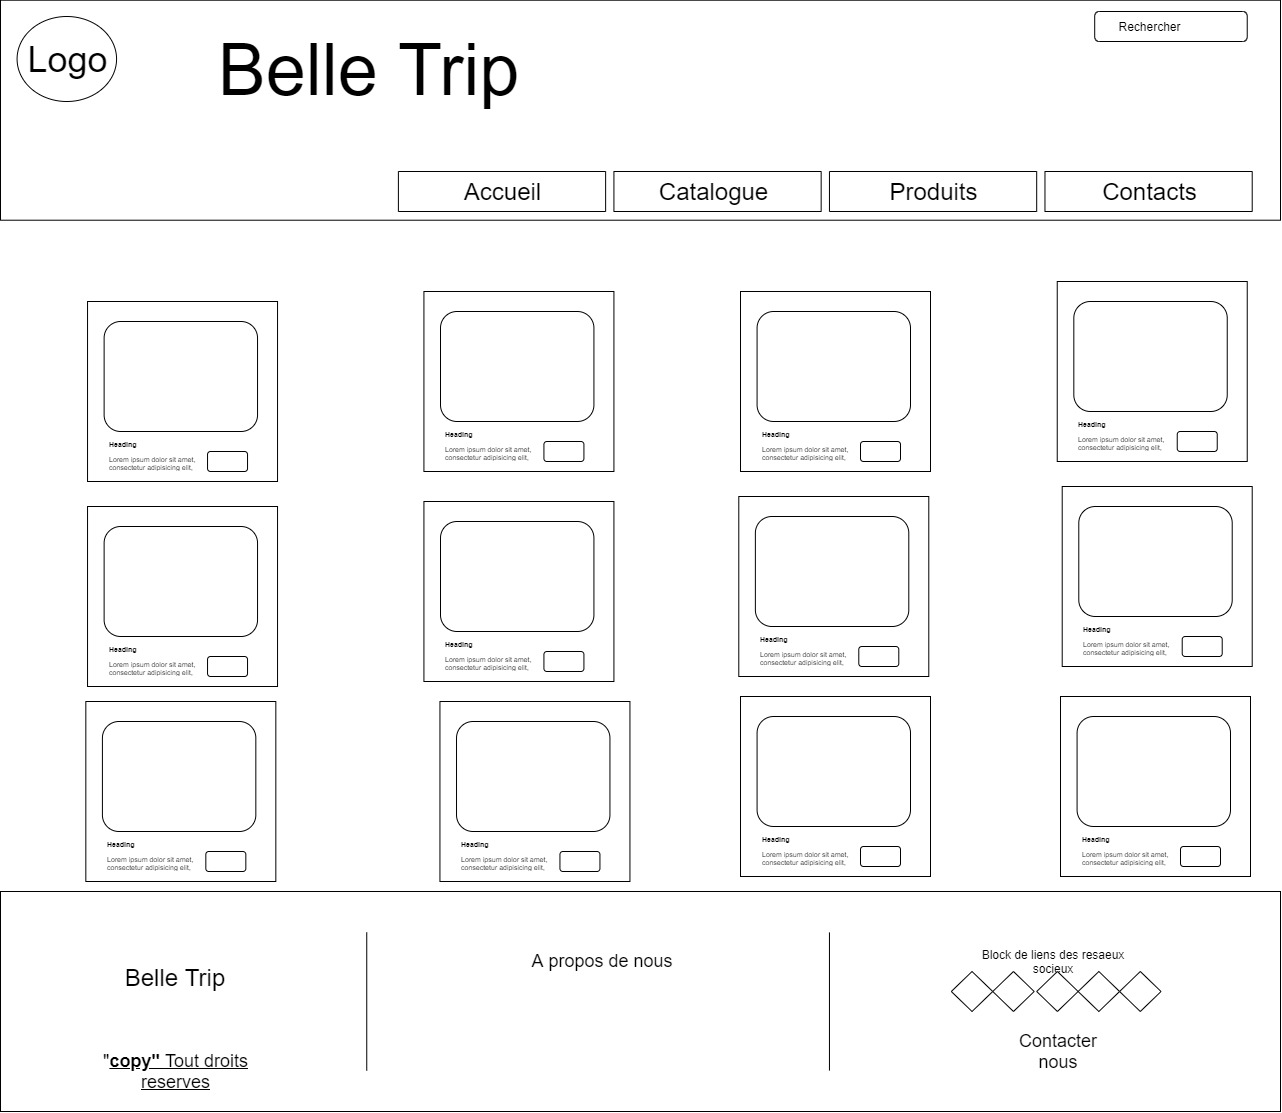 Logo
Belle Trip
Rechercher
Accueil
Catalogue
Produits
Contacts
Heading
Lorem ipsum dolor sit amet,
consectetur adipisicing elit,
Heading
Lorem ipsum dolor sit amet,
consectetur adipisicing elit,
Heading
Lorem ipsum dolor sit amet,
consectetur adipisicing elit,
Heading
Lorem ipsum dolor sit amet,
consectetur adipisicing elit,
Heading
Lorem ipsum dolor sit amet,
consectetur adipisicing elit,
Heading
Lorem ipsum dolor sit amet,
consectetur adipisicing elit,
Heading
Lorem ipsum dolor sit amet,
consectetur adipisicing elit,
Heading
Lorem ipsum dolor sit amet,
consectetur adipisicing elit,
Heading
Lorem ipsum dolor sit amet,
consectetur adipisicing elit,
Heading
Lorem ipsum dolor sit amet,
consectetur adipisicing elit,
Heading
Lorem ipsum dolor sit amet,
consectetur adipisicing elit,
Heading
Lorem ipsum dolor sit amet,
consectetur adipisicing elit,
Belle Trip
"copy" Tout droits
reserves
A propos de nous
Block de liens des resaeux
socieux
Contacter
nous